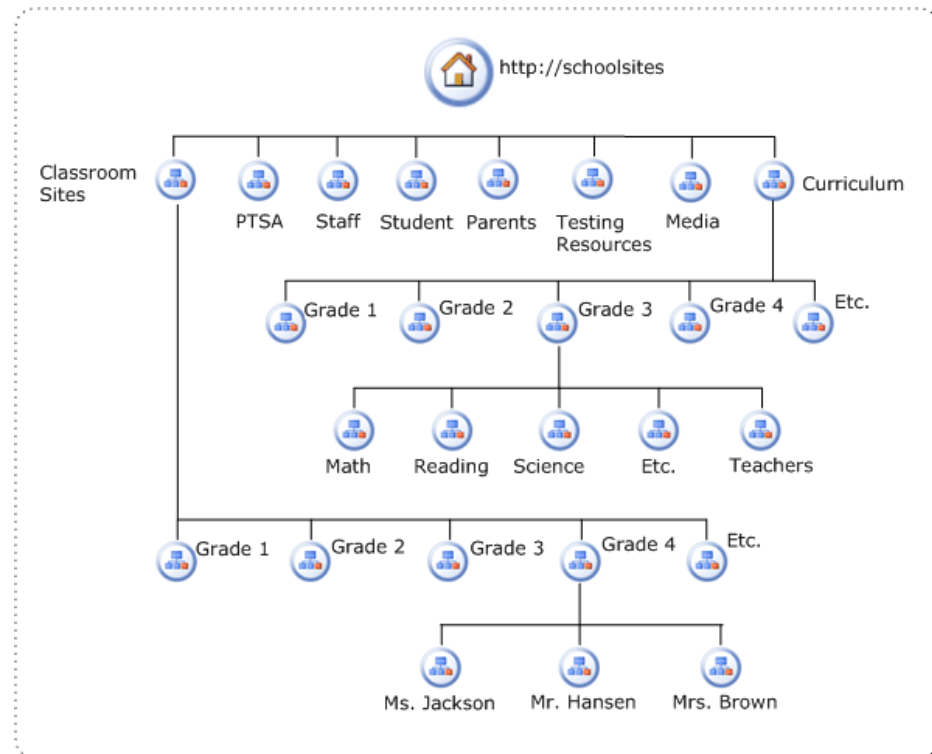 http://schoolsites
Classroom
Sites
PTSA
Staff
Student
Parents
Testing
Resources
Media
Curriculum
Grade 1
Grade 2
Grade 3
Grade 4
Etc.
Math
Reading
Science
Etc.
Teachers
Grade 1
Grade 2
Grade 3
Grade 4
Etc.
Ms. Jackson
Mr. Hansen
Mrs. Brown